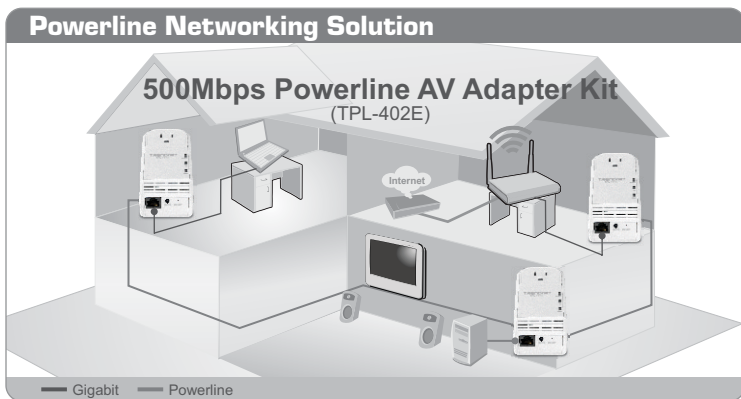 Powerline Networking Solution
500Mbps Powerline AV Adapter Kit
(TPL-402E)
Internet
Gigabit
Powerline